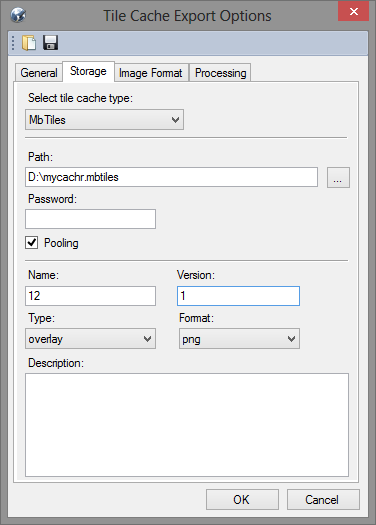 Tile Cache Export Options
General Storage Image Format Processing
Select tile cache type:
MbTiles
Path:
D:\mycachr.mbtiles ...
Password:
Pooling
Name: Version:
12 1
Type: Format:
overlay png
Description:
OK Cancel